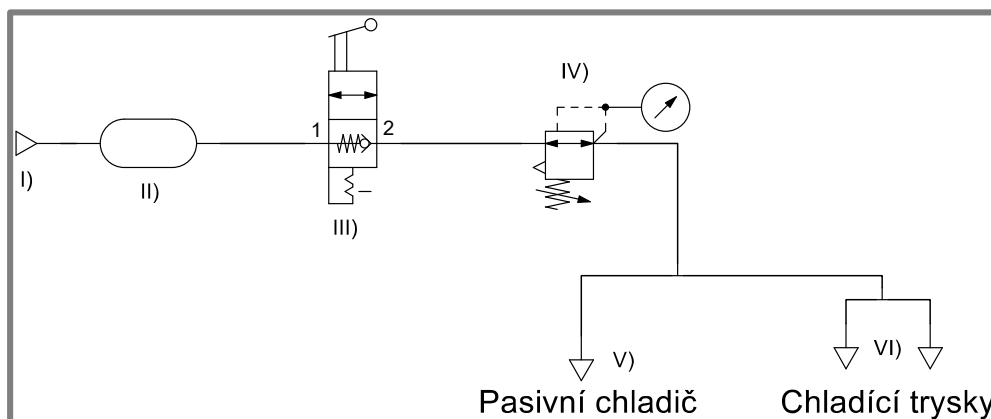 IV)
1 2
I)
II)
III)
V)
VI)
Pasivní chladič
Chladící trysky